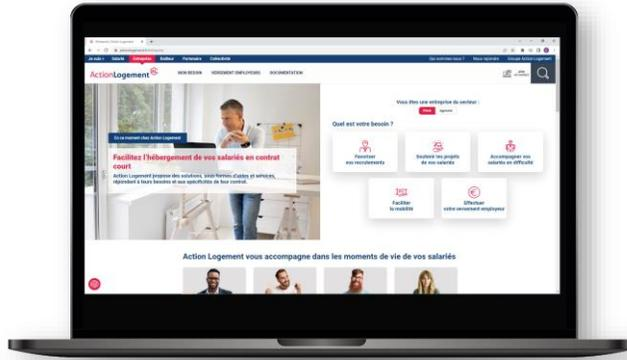 Je suis :
Salarié
Entreprise
Bailleur
Partenaire
Collectivité
Qui sommes-nous ?
Nous rejoindre
Groupe Action Logement
ActionLogement
MON BESOIN
VERSEMENT EMPLOYEURS
DOCUMENTATION
En ce moment chez Action Logement
Facilitez l'hébergement de vos salariés en contrat
court
Action Logement propose des solutions, sous formes d'aides et services,
répondant à leurs besoins et aux spécificités de leur contrat.
Vous êtes une entreprise du secteur :
Privé
Agricole
Quel est votre besoin ?
Favoriser
vos recrutements
Soutenir les projets
de vos salariés
Accompagner vos
salariés en difficulté
Faciliter
la mobilité
Effectuer
votre versement employeur
Action Logement vous accompagne dans les moments de vie de vos salariés